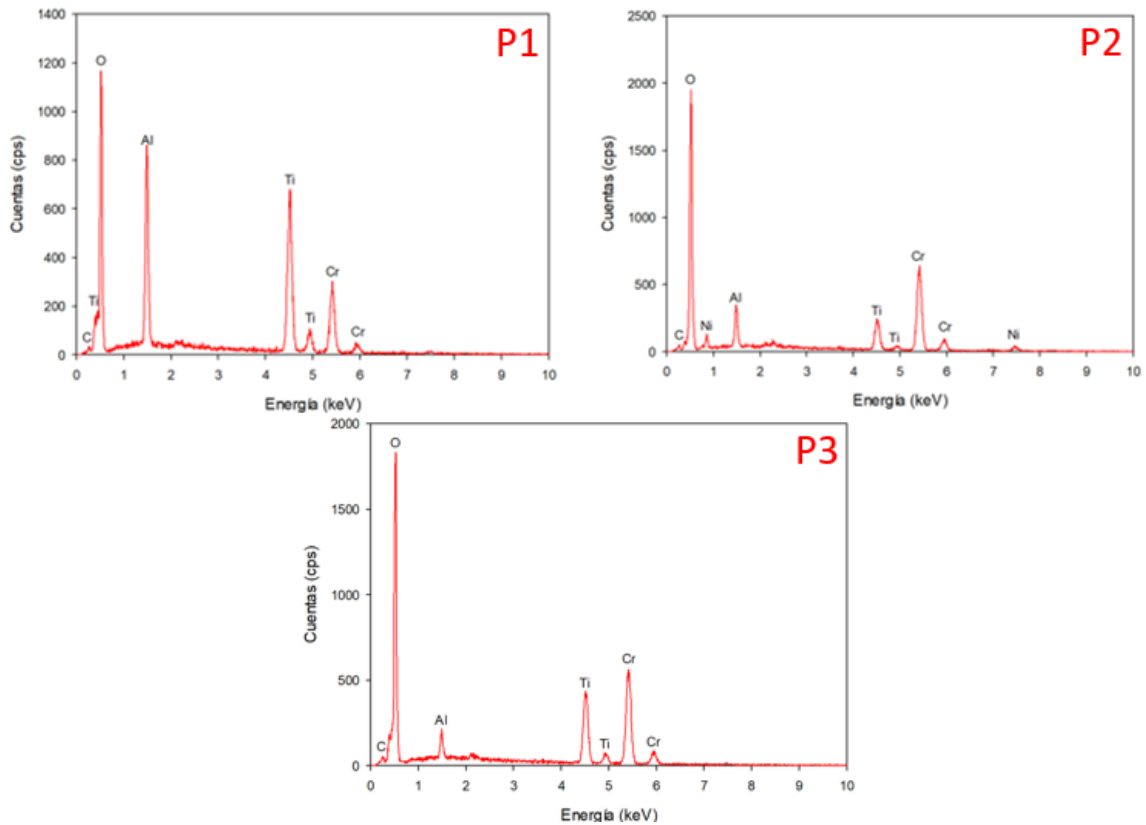 P1
1400
1200
1000
800
600
400
200
0
Cuentas (cps)
O
Al
Ti
Ti
Ti
Cr
Cr
C
0 1 2 3 4 5 6 7 8 9 10
Energía (keV)
P2
2500
2000
1500
1000
500
0
Cuentas (cps)
O
Cr
Al
Ti
Ni
C
Ti
Cr
Ni
0 1 2 3 4 5 6 7 8 9 10
Energía (keV)
P3
2000
1500
1000
500
0
Cuentas (cps)
O
Cr
Ti
Al
C
Ti
Cr
0 1 2 3 4 5 6 7 8 9 10
Energía (keV)